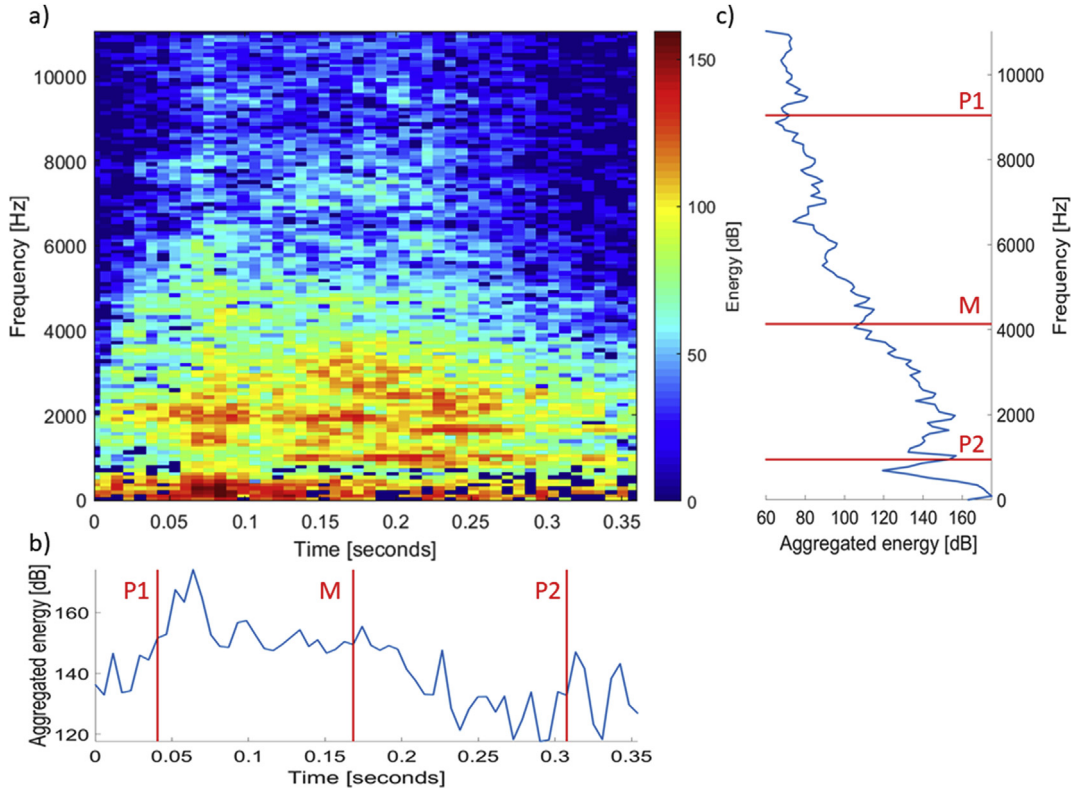 a)
10000
8000
6000
4000
2000
0
Frequency [Hz]
0 0.05 0.1 0.15 0.2 0.25 0.3 0.35
Time [seconds]
150
100
50
0
Energy [dB]
b)
160
140
120
Aggregated energy [dB]
P1
M
P2
0 0.05 0.1 0.15 0.2 0.25 0.3 0.35
Time [seconds]
c)
P1
M
P2
10000
8000
6000
4000
2000
0
Frequency [Hz]
60 80 100 120 140 160
Aggregated energy [dB]